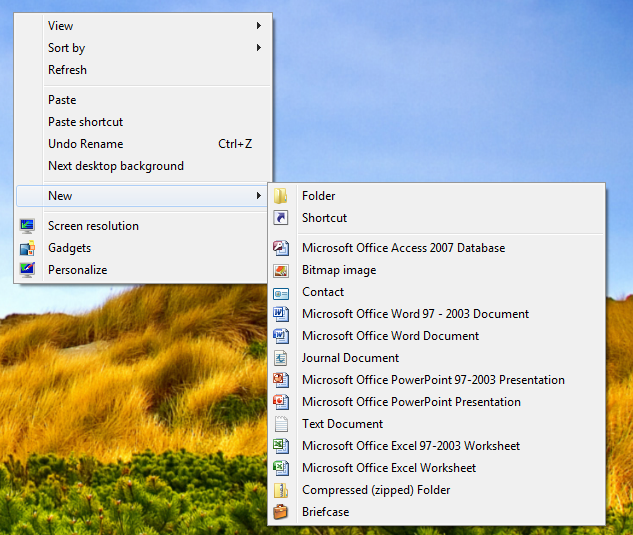 View
Sort by
Refresh
Paste
Paste shortcut
Undo Rename Ctrl+Z
Next desktop background
New
Screen resolution
Gadgets
Personalize
Folder
Shortcut
Microsoft Office Access 2007 Database
Bitmap image
Contact
Microsoft Office Word 97 - 2003 Document
Microsoft Office Word Document
Journal Document
Microsoft Office PowerPoint 97-2003 Presentation
Microsoft Office PowerPoint Presentation
Text Document
Microsoft Office Excel 97-2003 Worksheet
Microsoft Office Excel Worksheet
Compressed (zipped) Folder
Briefcase